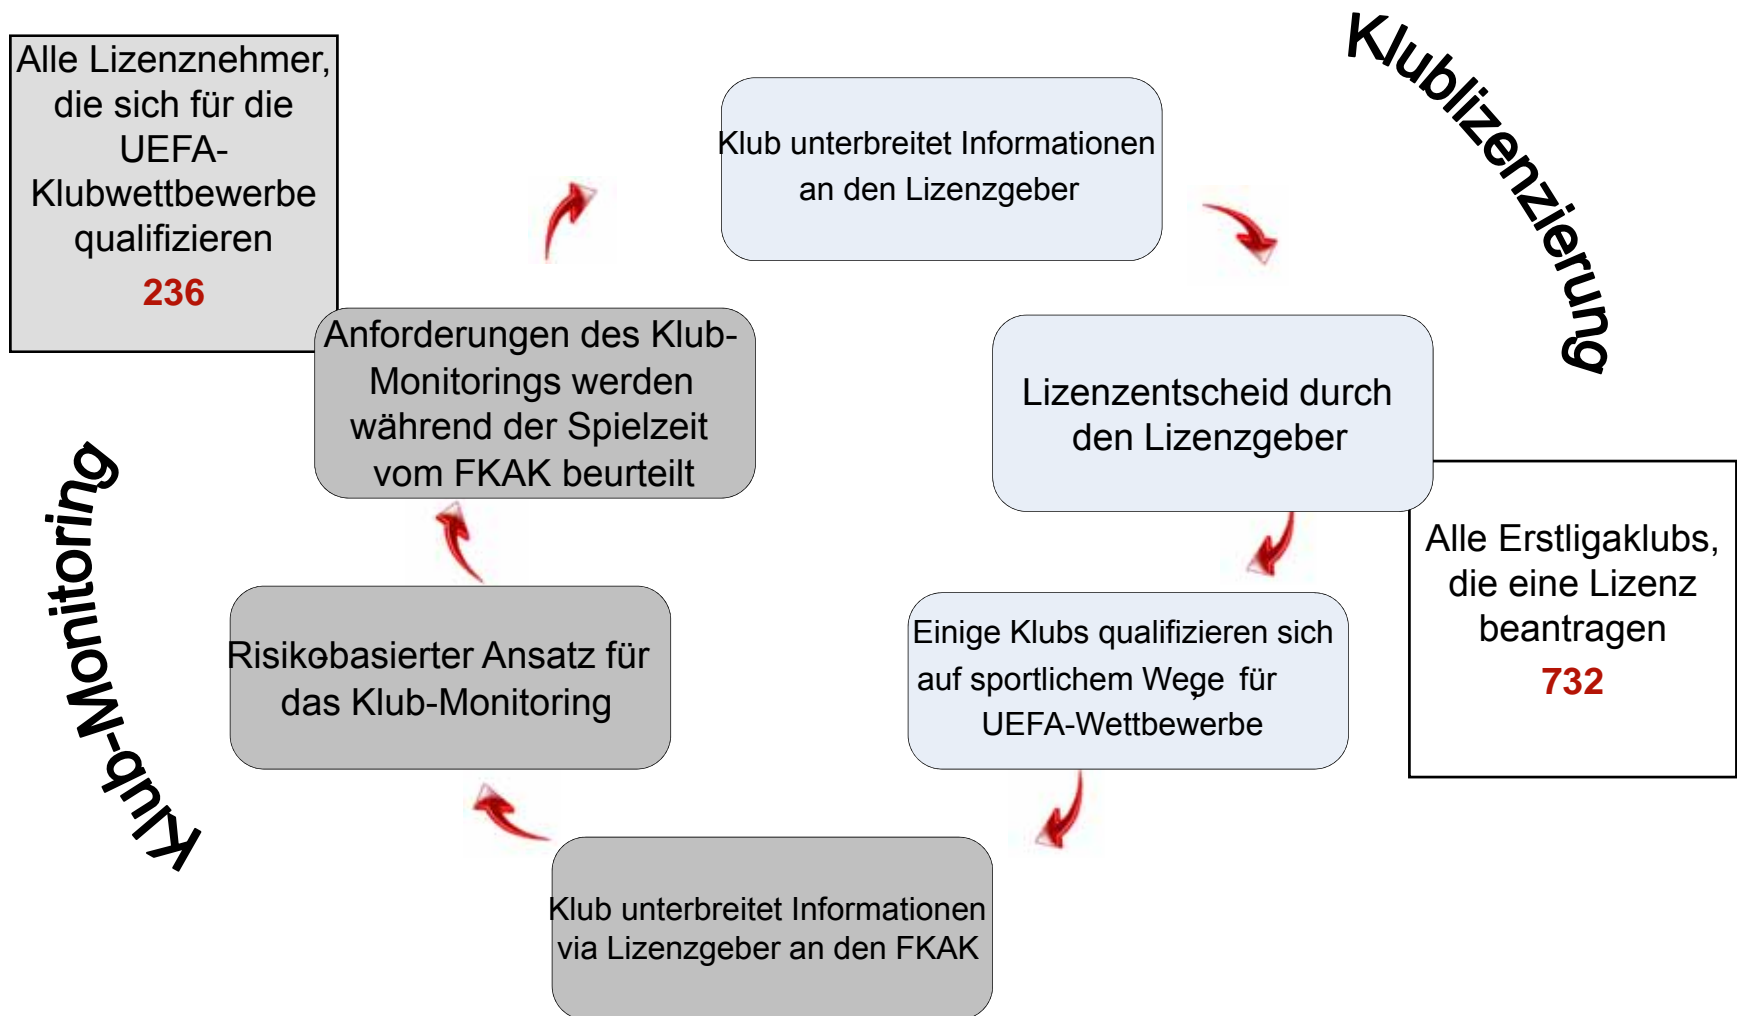 Alle Lizenznehmer,
die sich für die
UEFA-
Klubwettbewerbe
qualifizieren
236
Klub unterbreitet Informationen
an den Lizenzgeber
Klublizenzierung
Anforderungen des Klub-
Monitorings werden
während der Spielzeit
vom FKAK beurteilt
Lizenzentscheid durch
den Lizenzgeber
Alle Erstligaklubs,
die eine Lizenz
beantragen
732
Klub-Monitoring
Risikobasierter Ansatz für
das Klub-Monitoring
Einige Klubs qualifizieren sich
auf sportlichem Wege für
UEFA-Wettbewerbe
Klub unterbreitet Informationen
via Lizenzgeber an den FKAK